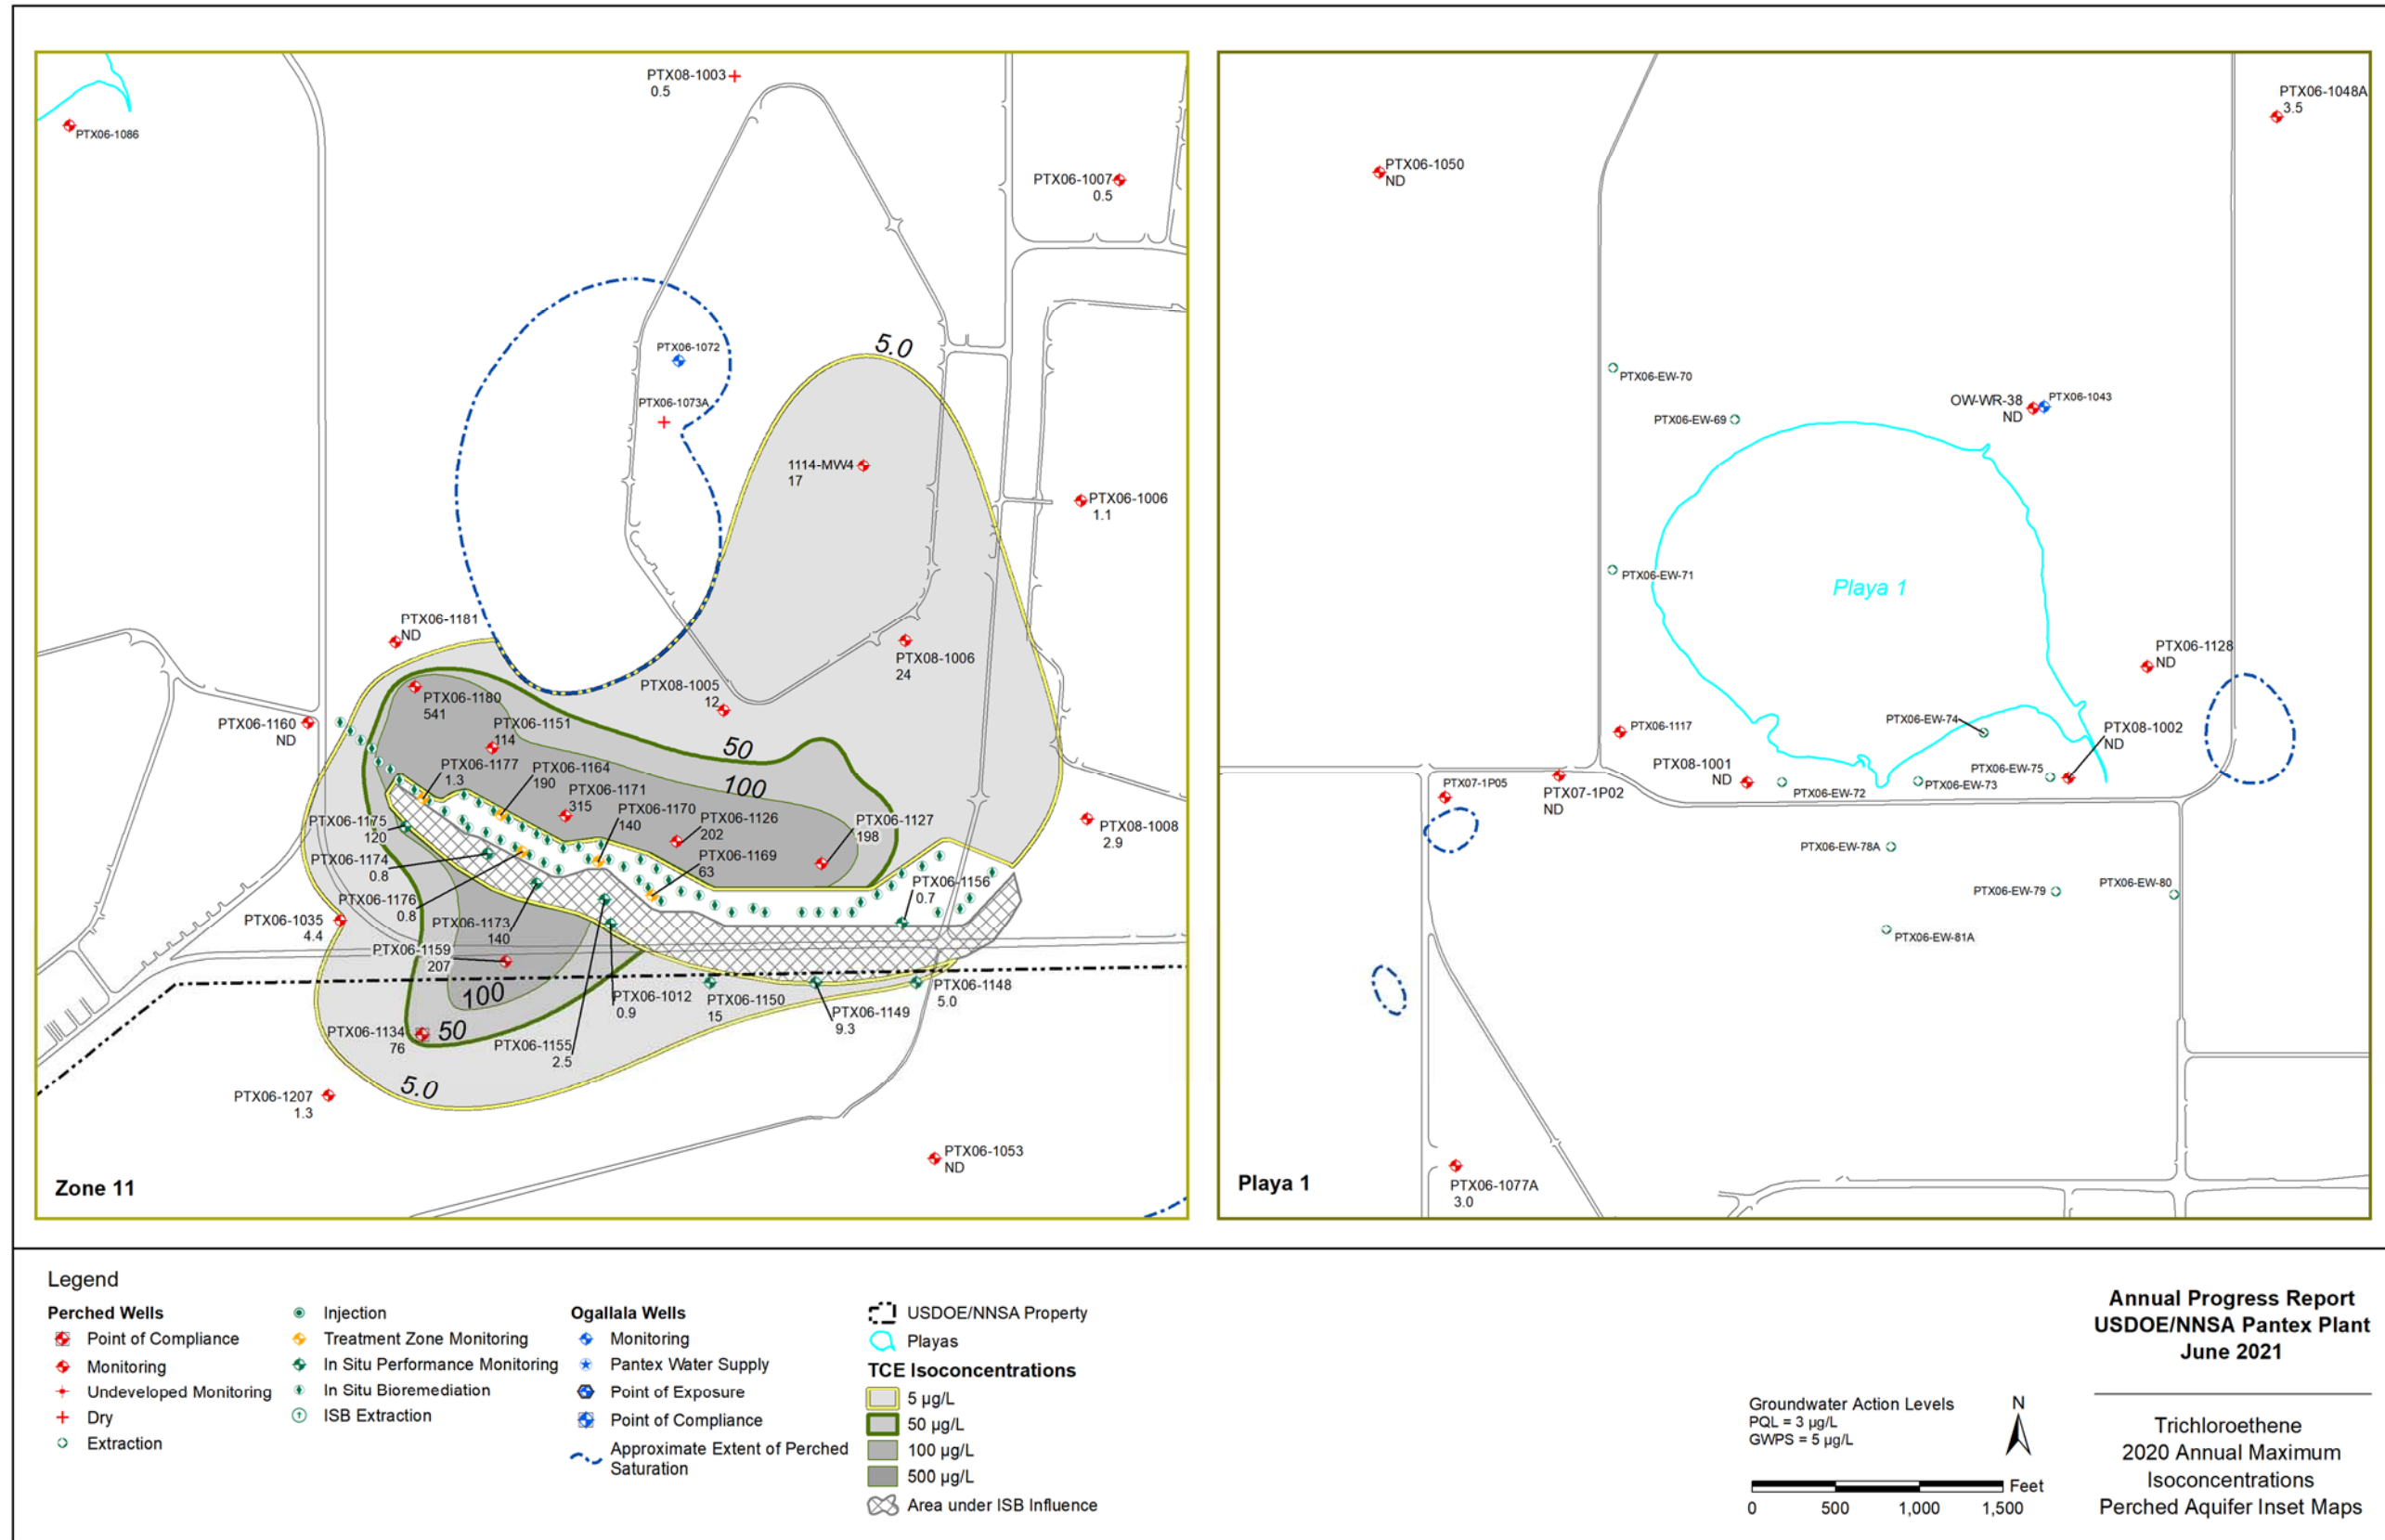 PTX08-1003
0.5
PTX06-1086
PTX06-1007
0.5
PTX06-1072
5.0
PTX06-1073A
1114-MW4
17
PTX06-1006
1.1
PTX06-1181
ND
PTX08-1006
24
PTX08-1005
12
PTX06-1180
541
PTX06-1160
ND
PTX06-1151
114
50
PTX06-1177
1.3
PTX06-1164
190
100
PTX06-1171
315
PTX06-1170
140
PTX06-1175
120
PTX06-1126
202
PTX06-1127
198
PTX08-1008
2.9
PTX06-1174
0.8
PTX06-1169
63
PTX06-1156
0.7
PTX06-1176
0.8
PTX06-1035
4.4
PTX06-1173
140
PTX06-1159
207
100
PTX06-1012
0.9
PTX06-1150
15
PTX06-1148
5.0
PTX06-1149
9.3
PTX06-1134
76
50
PTX06-1155
2.5
5.0
PTX06-1207
1.3
PTX06-1053
ND
Zone 11
PTX06-1048A
3.5
PTX06-1050
ND
PTX06-EW-70
OW-WR-38
ND
PTX06-1043
PTX06-EW-69
PTX06-EW-71
Playa 1
PTX06-1128
ND
PTX06-EW-74
PTX06-1117
PTX08-1002
ND
PTX08-1001
ND
PTX06-EW-75
PTX07-1P05
PTX07-1P02
ND
PTX06-EW-72
PTX06-EW-73
PTX06-EW-78A
PTX06-EW-79
PTX06-EW-80
PTX06-EW-81A
PTX06-1077A
3.0
Playa 1
Legend
Perched Wells
Point of Compliance
Monitoring
Undeveloped Monitoring
Dry
Extraction
Injection
Treatment Zone Monitoring
In Situ Performance Monitoring
In Situ Bioremediation
ISB Extraction
Ogallala Wells
Monitoring
Pantex Water Supply
Point of Exposure
Point of Compliance
Approximate Extent of Perched
Saturation
USDOE/NNSA Property
Playas
TCE Isoconcentrations
5 µg/L
50 µg/L
100 µg/L
500 µg/L
Area under ISB Influence
Groundwater Action Levels
PQL = 3 µg/L
GWPS = 5 µg/L
N
Feet
0 500 1,000 1,500
Annual Progress Report
USDOE/NNSA Pantex Plant
June 2021
Trichloroethene
2020 Annual Maximum
Isoconcentrations
Perched Aquifer Inset Maps